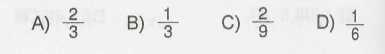 A) 2/3 B) 1/3 C) 2/9 D) 1/6